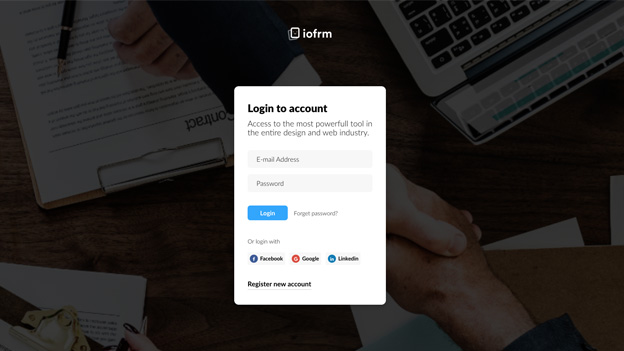 iofrm
Contract
Login to account
Access to the most powerfull tool in
the entire design and web industry.
E-mail Address
Password
Login Forget password?
Or login with
f Facebook G Google in Linkedin
Register new account